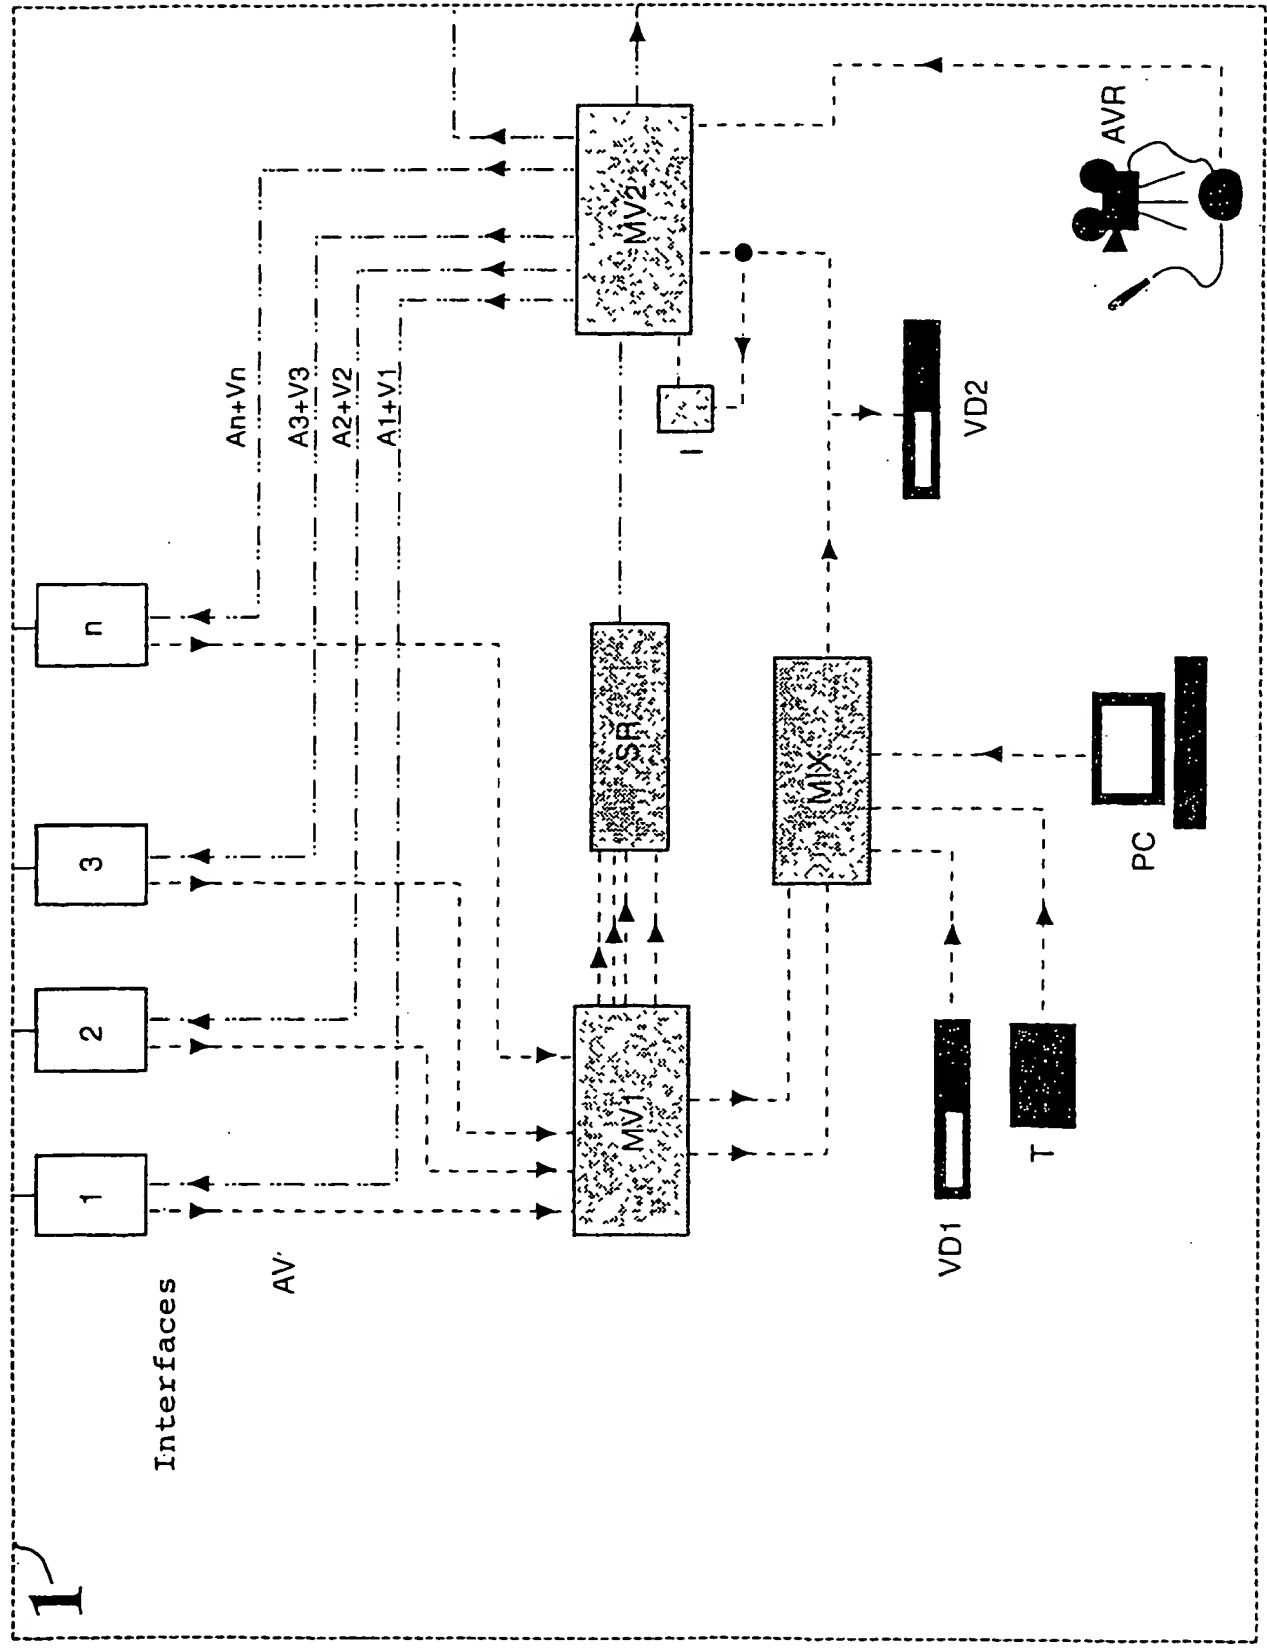 1
Interfaces
1
2
3
n
AV'
An+Vn
A3+V3
A2+V2
A1+V1
MV1
SR
MV2
I
MIX
VD1
T
PC
VD2
AVR